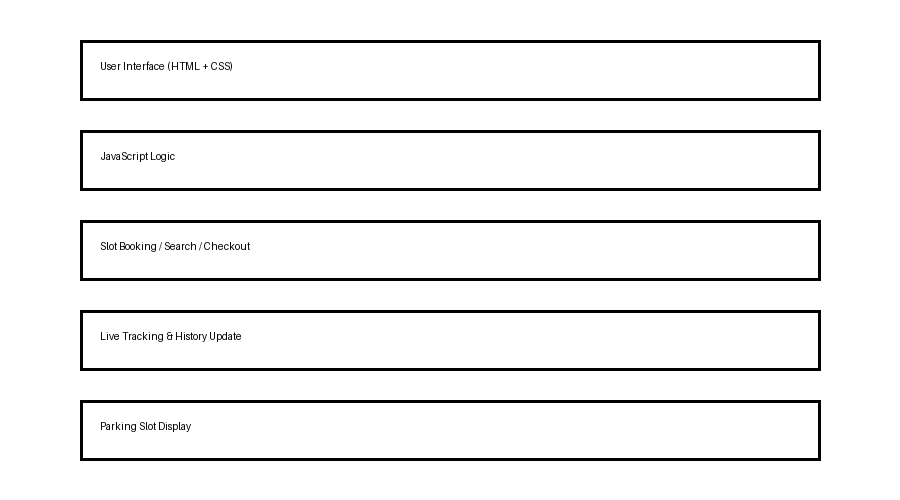 User Interface (HTML + CSS)
JavaScript Logic
Slot Booking / Search / Checkout
Live Tracking & History Update
Parking Slot Display